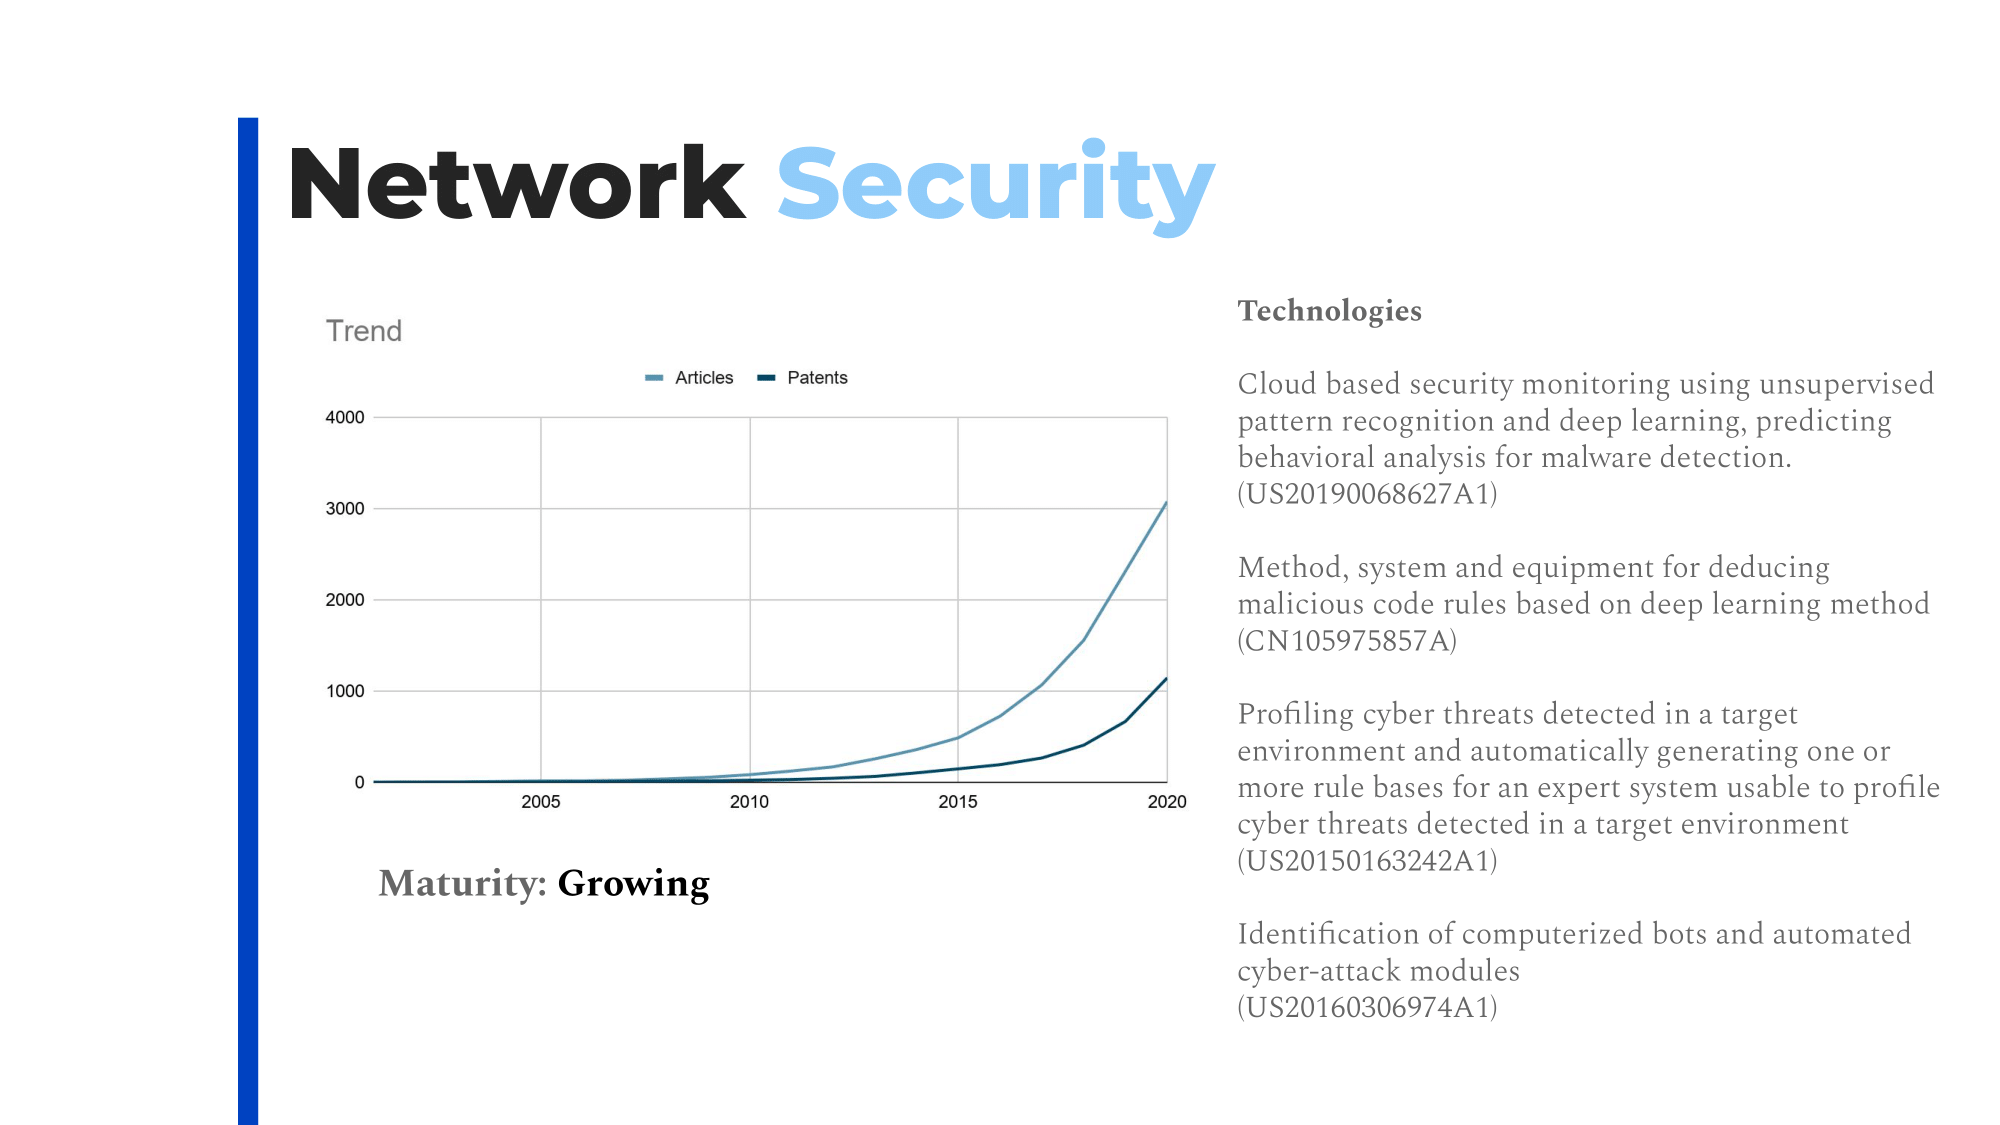 Network Security
Trend
Articles Patents
4000
3000
2000
1000
0
2005 2010 2015 2020
Maturity: Growing
Technologies
Cloud based security monitoring using unsupervised
pattern recognition and deep learning, predicting
behavioral analysis for malware detection.
(US20190068627A1)
Method, system and equipment for deducing
malicious code rules based on deep learning method
(CN105975857A)
Profiling cyber threats detected in a target
environment and automatically generating one or
more rule bases for an expert system usable to profile
cyber threats detected in a target environment
(US20150163242A1)
Identification of computerized bots and automated
cyber-attack modules
(US20160306974A1)